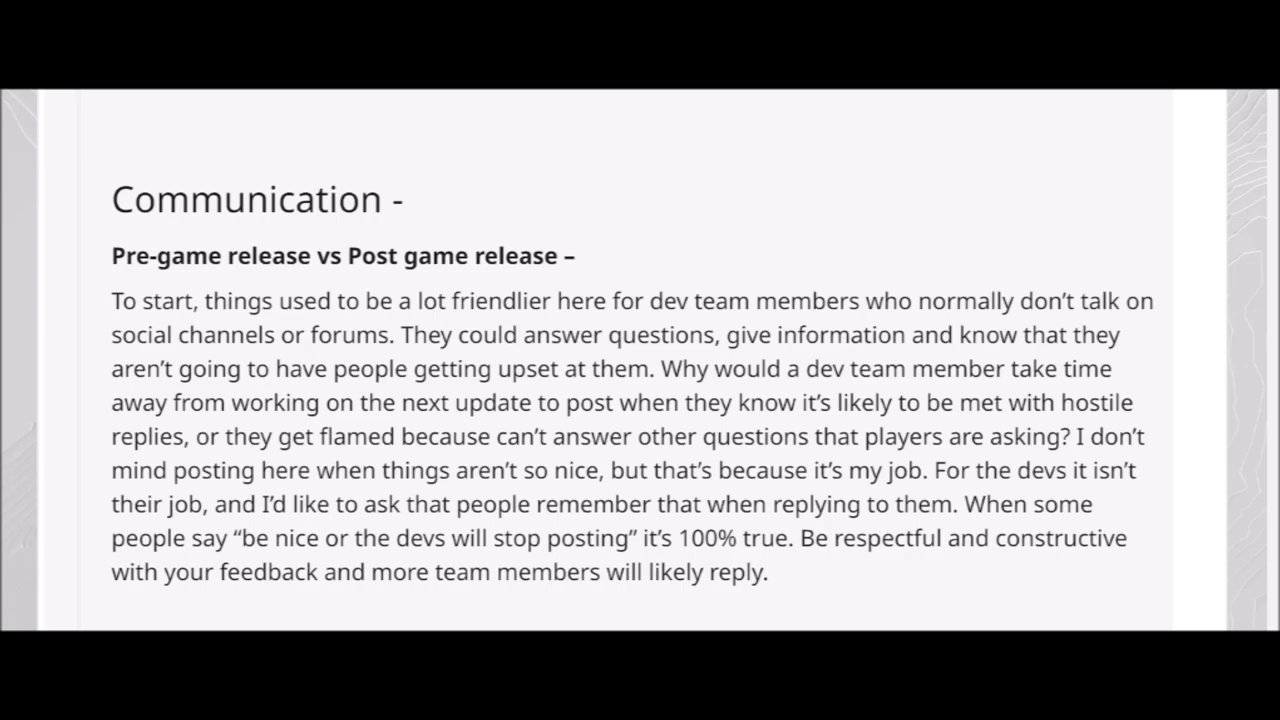 Communication -
Pre-game release vs Post game release –
To start, things used to be a lot friendlier here for dev team members who normally don’t talk on
social channels or forums. They could answer questions, give information and know that they
aren’t going to have people getting upset at them. Why would a dev team member take time
away from working on the next update to post when they know it’s likely to be met with hostile
replies, or they get flamed because can’t answer other questions that players are asking? I don’t
mind posting here when things aren’t so nice, but that’s because it’s my job. For the devs it isn’t
their job, and I’d like to ask that people remember that when replying to them. When some
people say “be nice or the devs will stop posting” it’s 100% true. Be respectful and constructive
with your feedback and more team members will likely reply.